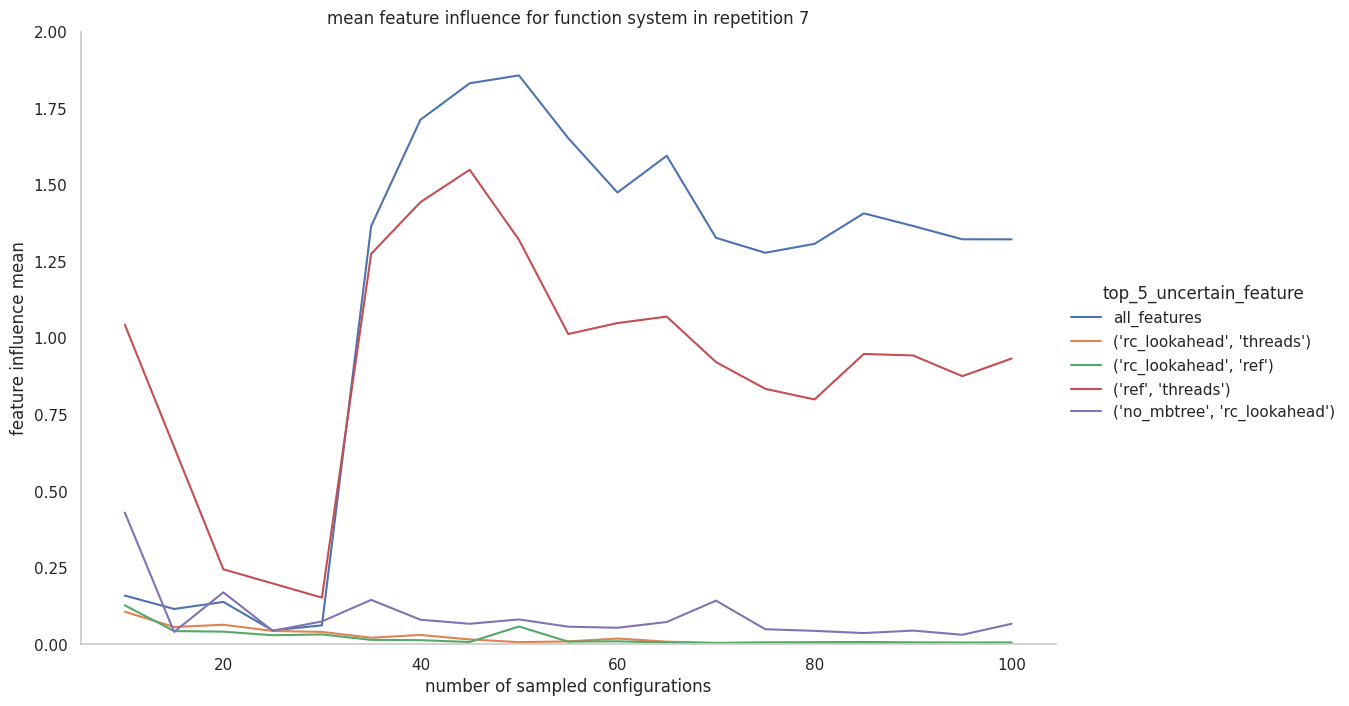 mean feature influence for function system in repetition 7
2.00
1.75
1.50
1.25
1.00
0.75
0.50
0.25
0.00
feature influence mean
20
40
60
80
100
number of sampled configurations
top_5_uncertain_feature
all_features
('rc_lookahead', 'threads')
('rc_lookahead', 'ref')
('ref', 'threads')
('no_mbtree', 'rc_lookahead')